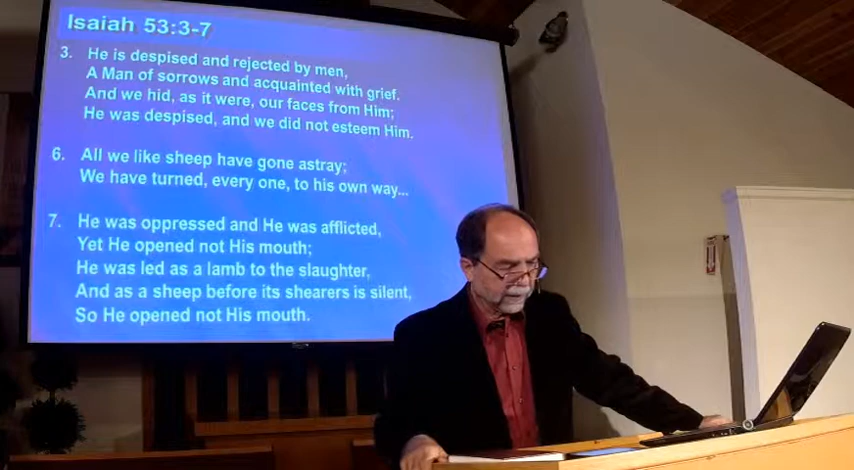 Isaiah 53:3-7
3. He is despised and rejected by men,
A Man of sorrows and acquainted with grief.
And we hid, as it were, our faces from Him;
He was despised, and we did not esteem Him.
6. All we like sheep have gone astray;
We have turned, every one, to his own way...
7. He was oppressed and He was afflicted,
Yet He opened not His mouth;
He was led as a lamb to the slaughter,
And as a sheep before its shearers is silent,
So He opened not His mouth.